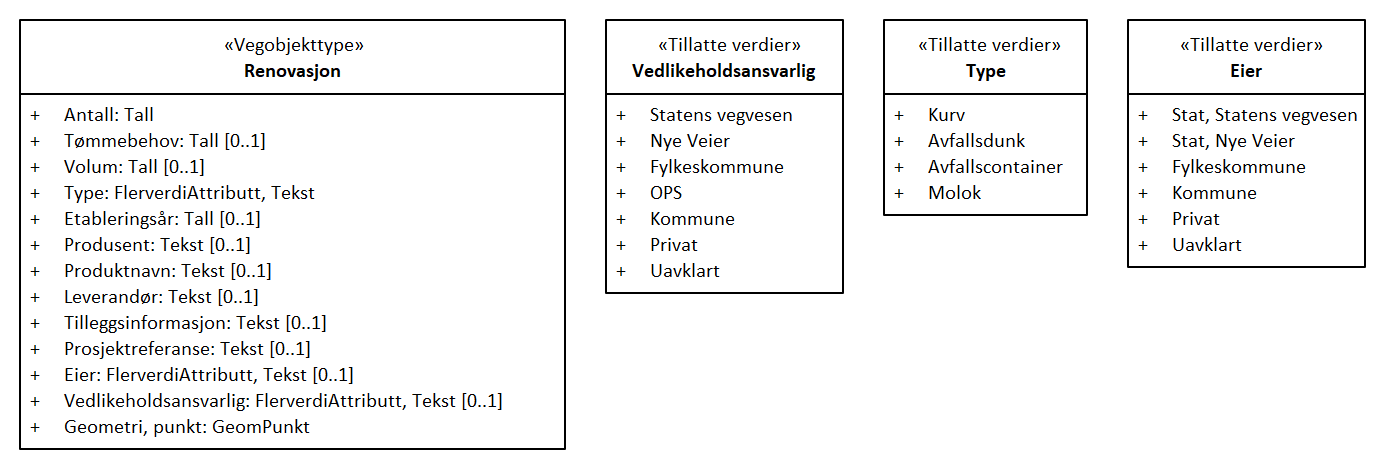 «Vegobjekttype»
Renovasjon
+ Antall: Tall
+ Tømmebehov: Tall [0..1]
+ Volum: Tall [0..1]
+ Type: FlerverdiAttributt, Tekst
+ Etableringsår: Tall [0..1]
+ Produsent: Tekst [0..1]
+ Produktnavn: Tekst [0..1]
+ Leverandør: Tekst [0..1]
+ Tilleggsinformasjon: Tekst [0..1]
+ Prosjektreferanse: Tekst [0..1]
+ Eier: FlerverdiAttributt, Tekst [0..1]
+ Vedlikeholdsansvarlig: FlerverdiAttributt, Tekst [0..1]
+ Geometri, punkt: GeomPunkt
«Tillatte verdier»
Vedlikeholdsansvarlig
+ Statens vegvesen
+ Nye Veier
+ Fylkeskommune
+ OPS
+ Kommune
+ Privat
+ Uavklart
«Tillatte verdier»
Type
+ Kurv
+ Avfallsdunk
+ Avfallscontainer
+ Molok
«Tillatte verdier»
Eier
+ Stat, Statens vegvesen
+ Stat, Nye Veier
+ Fylkeskommune
+ Kommune
+ Privat
+ Uavklart